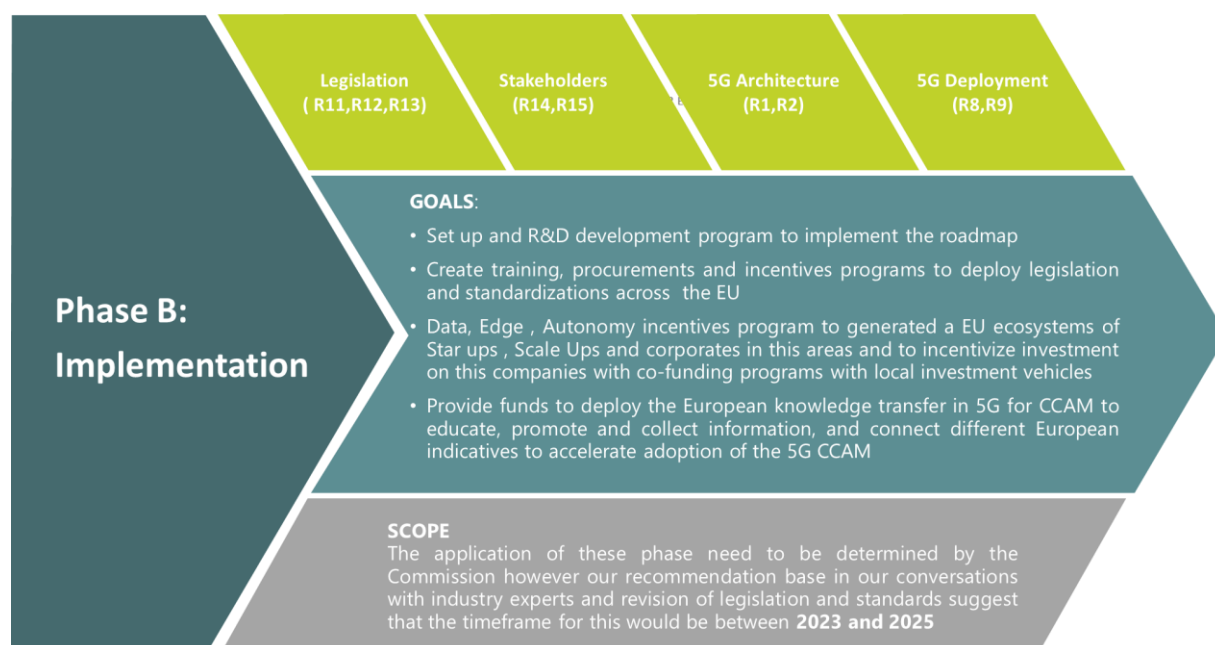 Legislation
( R11,R12,R13)
Stakeholders
(R14,R15)
5G Architecture
(R1,R2)
5G Deployment
(R8,R9)
Phase B:
Implementation
GOALS:
• Set up and R&D development program to implement the roadmap
• Create training, procurements and incentives programs to deploy legislation
and standardizations across the EU
• Data, Edge , Autonomy incentives program to generated a EU ecosystems of
Star ups , Scale Ups and corporates in this areas and to incentivize investment
on this companies with co-funding programs with local investment vehicles
• Provide funds to deploy the European knowledge transfer in 5G for CCAM to
educate, promote and collect information, and connect different European
indicatives to accelerate adoption of the 5G CCAM
SCOPE
The application of these phase need to be determined by the
Commission however our recommendation base in our conversations
with industry experts and revision of legislation and standards suggest
that the timeframe for this would be between 2023 and 2025